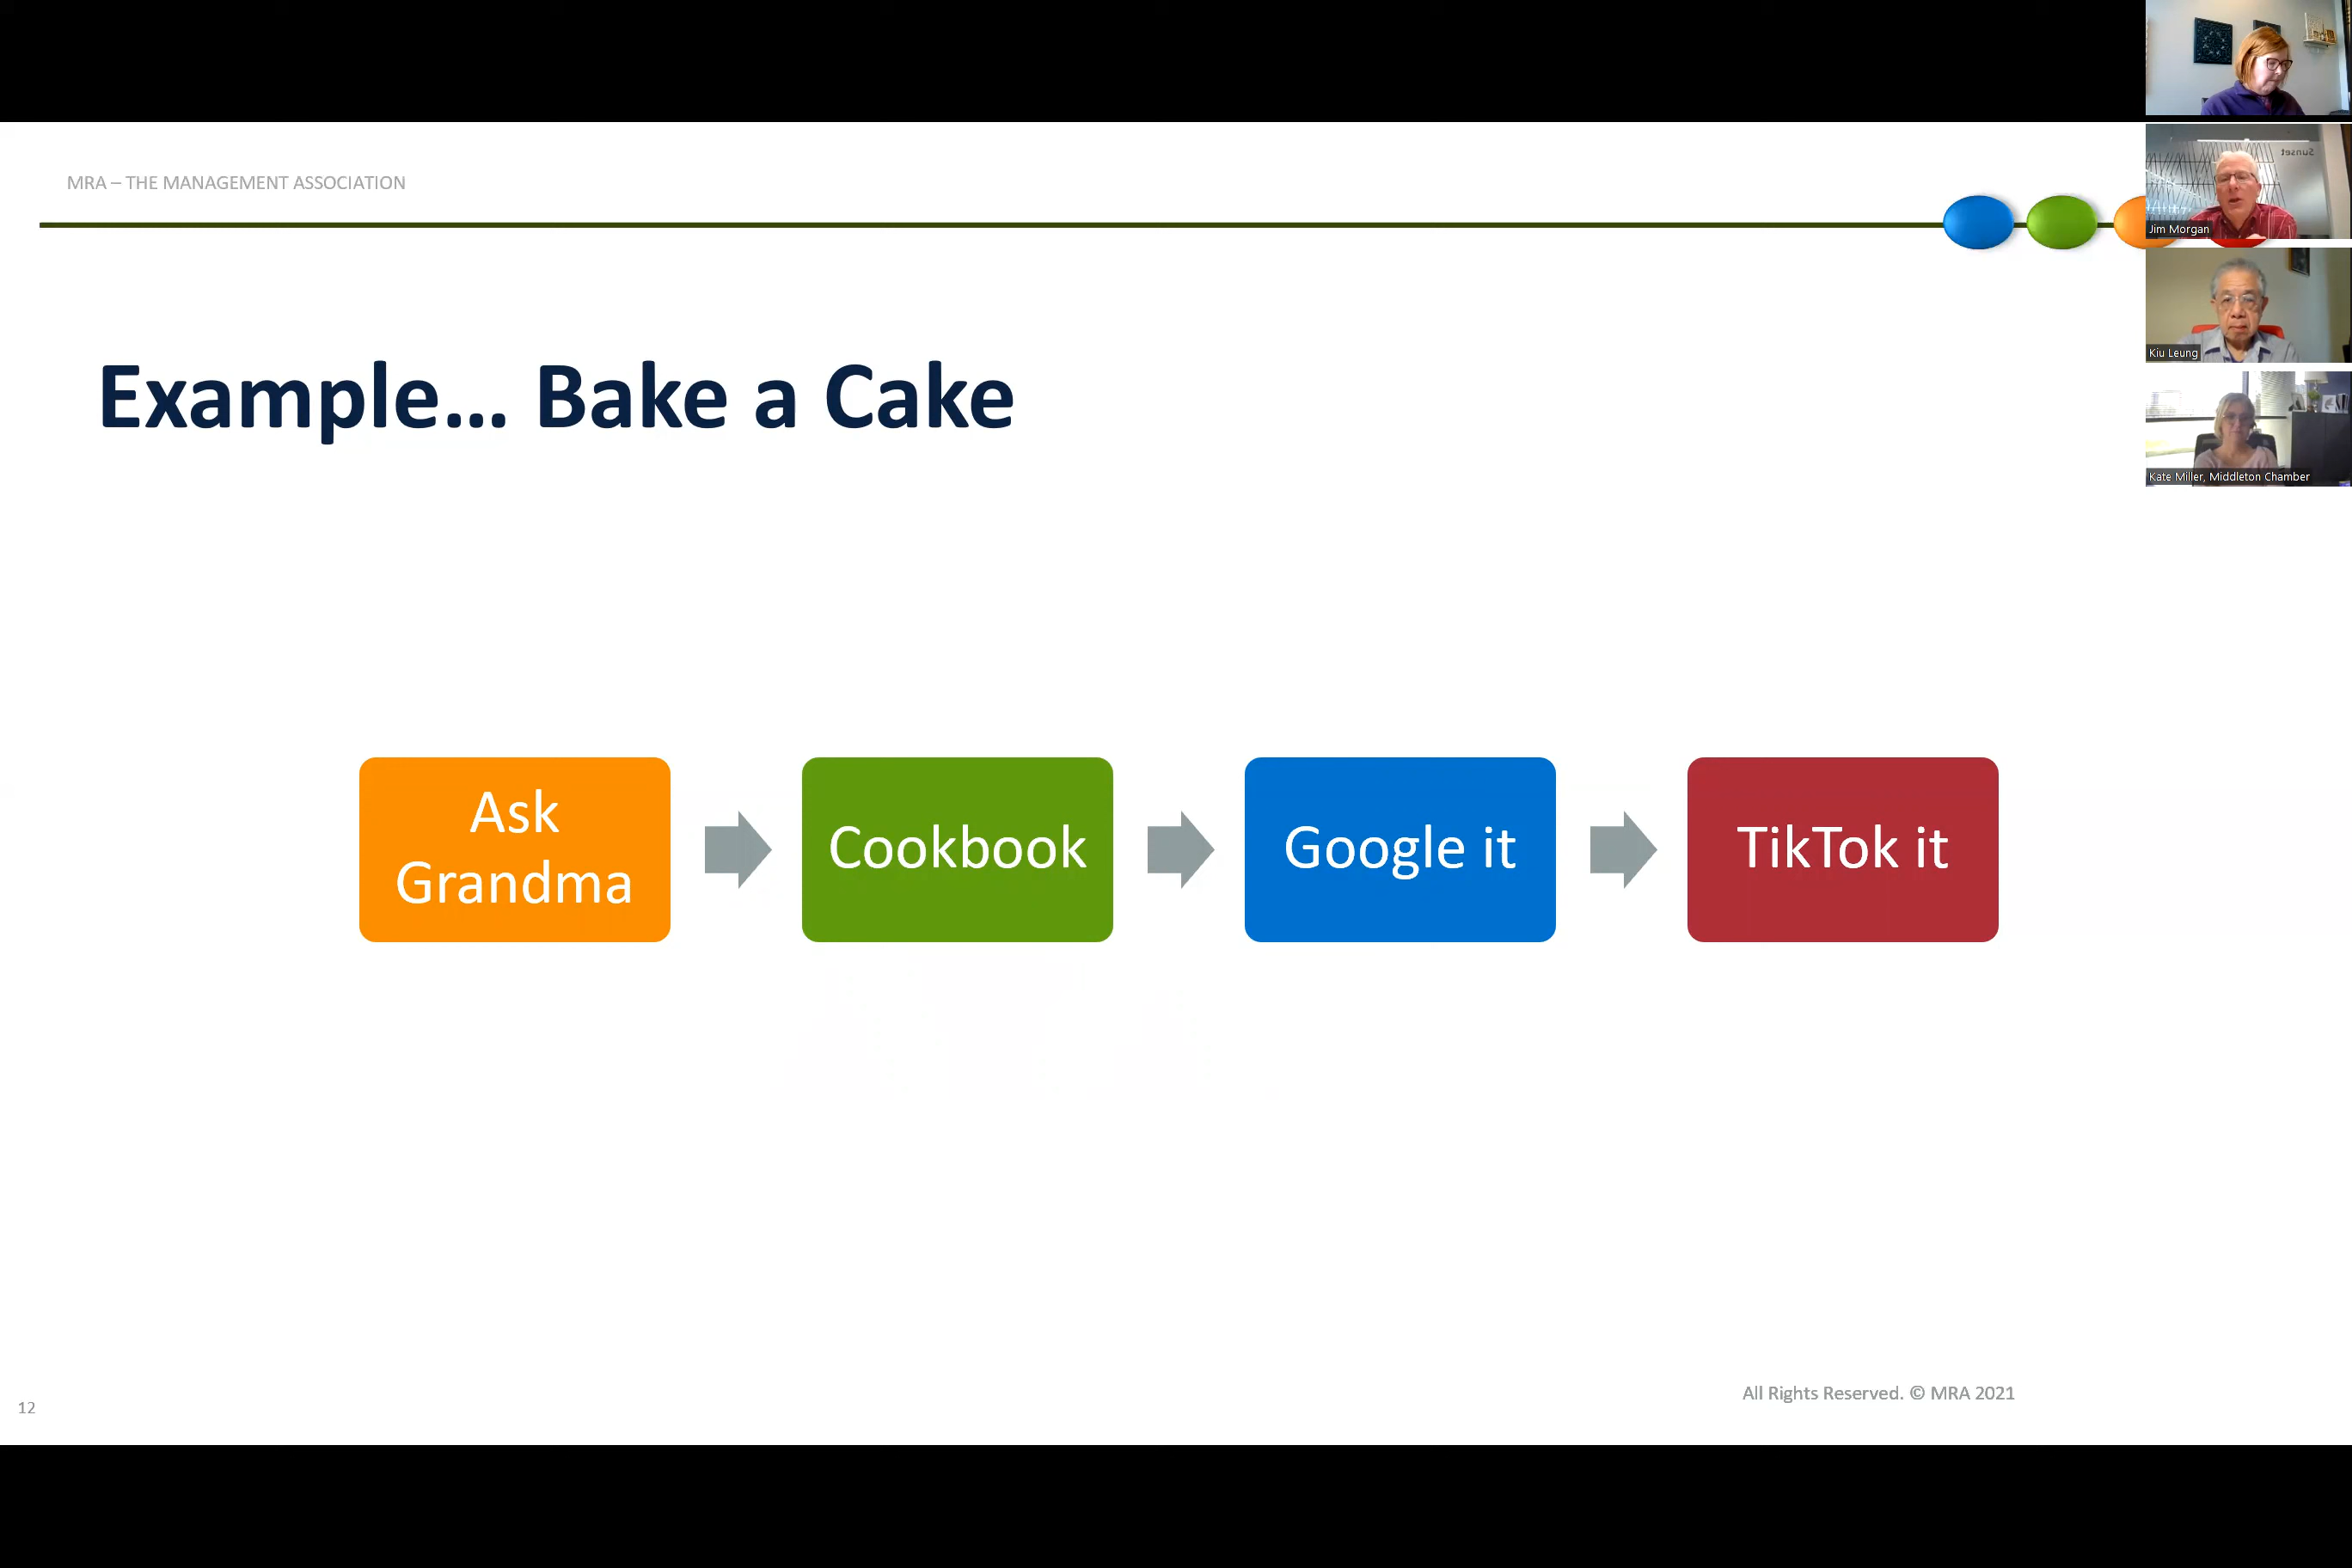 MRA – THE MANAGEMENT ASSOCIATION
Sunset
Jim Morgan
Kiu Leung
Kate Miller, Middleton Chamber
Example... Bake a Cake
Ask
Grandma
Cookbook
Google it
TikTok it
All Rights Reserved. © MRA 2021
12